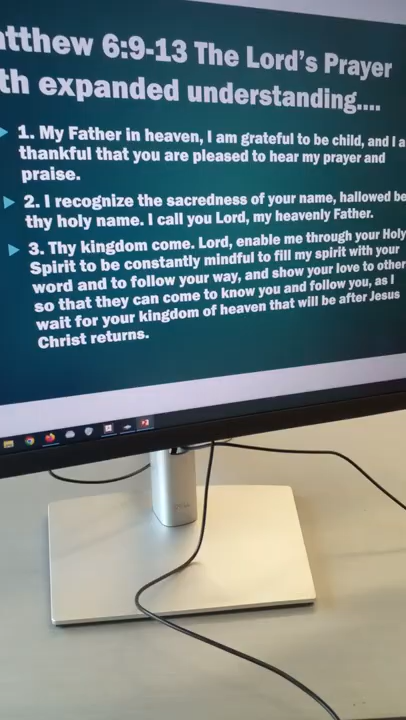 atthew 6:9-13 The Lord's Prayer
th expanded understanding....
1. My Father in heaven, I am grateful to be child, and I a
thankful that you are pleased to hear my prayer and
praise.
2. I recognize the sacredness of your name, hallowed be
thy holy name. I call you Lord, my heavenly Father.
3. Thy kingdom come. Lord, enable me through your Holy
Spirit to be constantly mindful to fill my spirit with your
word and to follow your way, and show your love to other
so that they can come to know you and follow you, as I
wait for your kingdom of heaven that will be after Jesus
Christ returns.